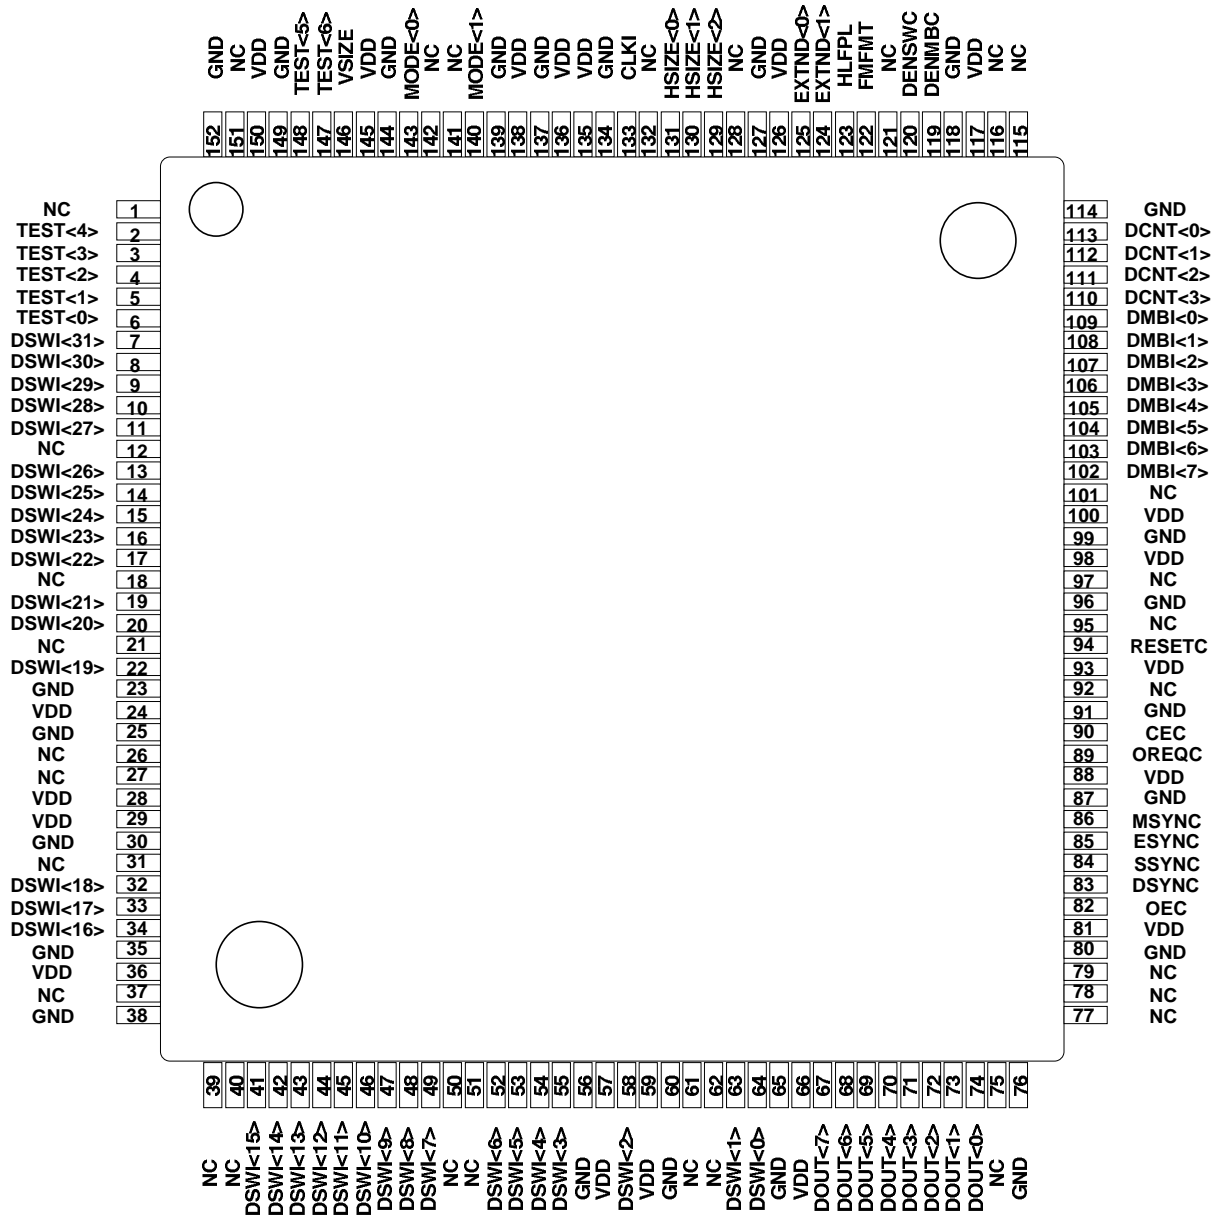 GND NC VDD GND TEST<5> TEST<6> VSIZE VDD GND MODE<0> NC NC MODE<1> GND VDD GND VDD VDD GND CLKI NC HSIZE<0> HSIZE<1> HSIZE<2> NC GND VDD EXTND<0> EXTND<1> HLFPL FMFMT NC DENSWC DENMBC GND VDD NC NC
152 151 150 149 148 147 146 145 144 143 142 141 140 139 138 137 136 135 134 133 132 131 130 129 128 127 126 125 124 123 122 121 120 119 118 117 116 115
NC 1 114 GND
TEST<4> 2 113 DCNT<0>
TEST<3> 3 112 DCNT<1>
TEST<2> 4 111 DCNT<2>
TEST<1> 5 110 DCNT<3>
TEST<0> 6 109 DMBI<0>
DSWI<31> 7 108 DMBI<1>
DSWI<30> 8 107 DMBI<2>
DSWI<29> 9 106 DMBI<3>
DSWI<28> 10 105 DMBI<4>
DSWI<27> 11 104 DMBI<5>
NC 12 103 DMBI<6>
DSWI<26> 13 102 DMBI<7>
DSWI<25> 14 101 NC
DSWI<24> 15 100 VDD
DSWI<23> 16 99 GND
DSWI<22> 17 98 VDD
NC 18 97 NC
DSWI<21> 19 96 GND
DSWI<20> 20 95 NC
NC 21 94 RESETC
DSWI<19> 22 93 VDD
GND 23 92 NC
VDD 24 91 GND
GND 25 90 CEC
NC 26 89 OREQC
NC 27 88 VDD
VDD 28 87 GND
VDD 29 86 MSYNC
GND 30 85 ESYNC
NC 31 84 SSYNC
DSWI<18> 32 83 DSYNC
DSWI<17> 33 82 OEC
DSWI<16> 34 81 VDD
GND 35 80 GND
VDD 36 79 NC
NC 37 78 NC
GND 38 77 NC
39 40 41 42 43 44 45 46 47 48 49 50 51 52 53 54 55 56 57 58 59 60 61 62 63 64 65 66 67 68 69 70 71 72 73 74 75 76
NC NC DSWI<15> DSWI<14> DSWI<13> DSWI<12> DSWI<11> DSWI<10> DSWI<9> DSWI<8> DSWI<7> NC NC DSWI<6> DSWI<5> DSWI<4> DSWI<3> GND VDD DSWI<2> VDD GND NC NC DSWI<1> DSWI<0> GND VDD DOUT<7> DOUT<6> DOUT<5> DOUT<4> DOUT<3> DOUT<2> DOUT<1> DOUT<0> NC GND